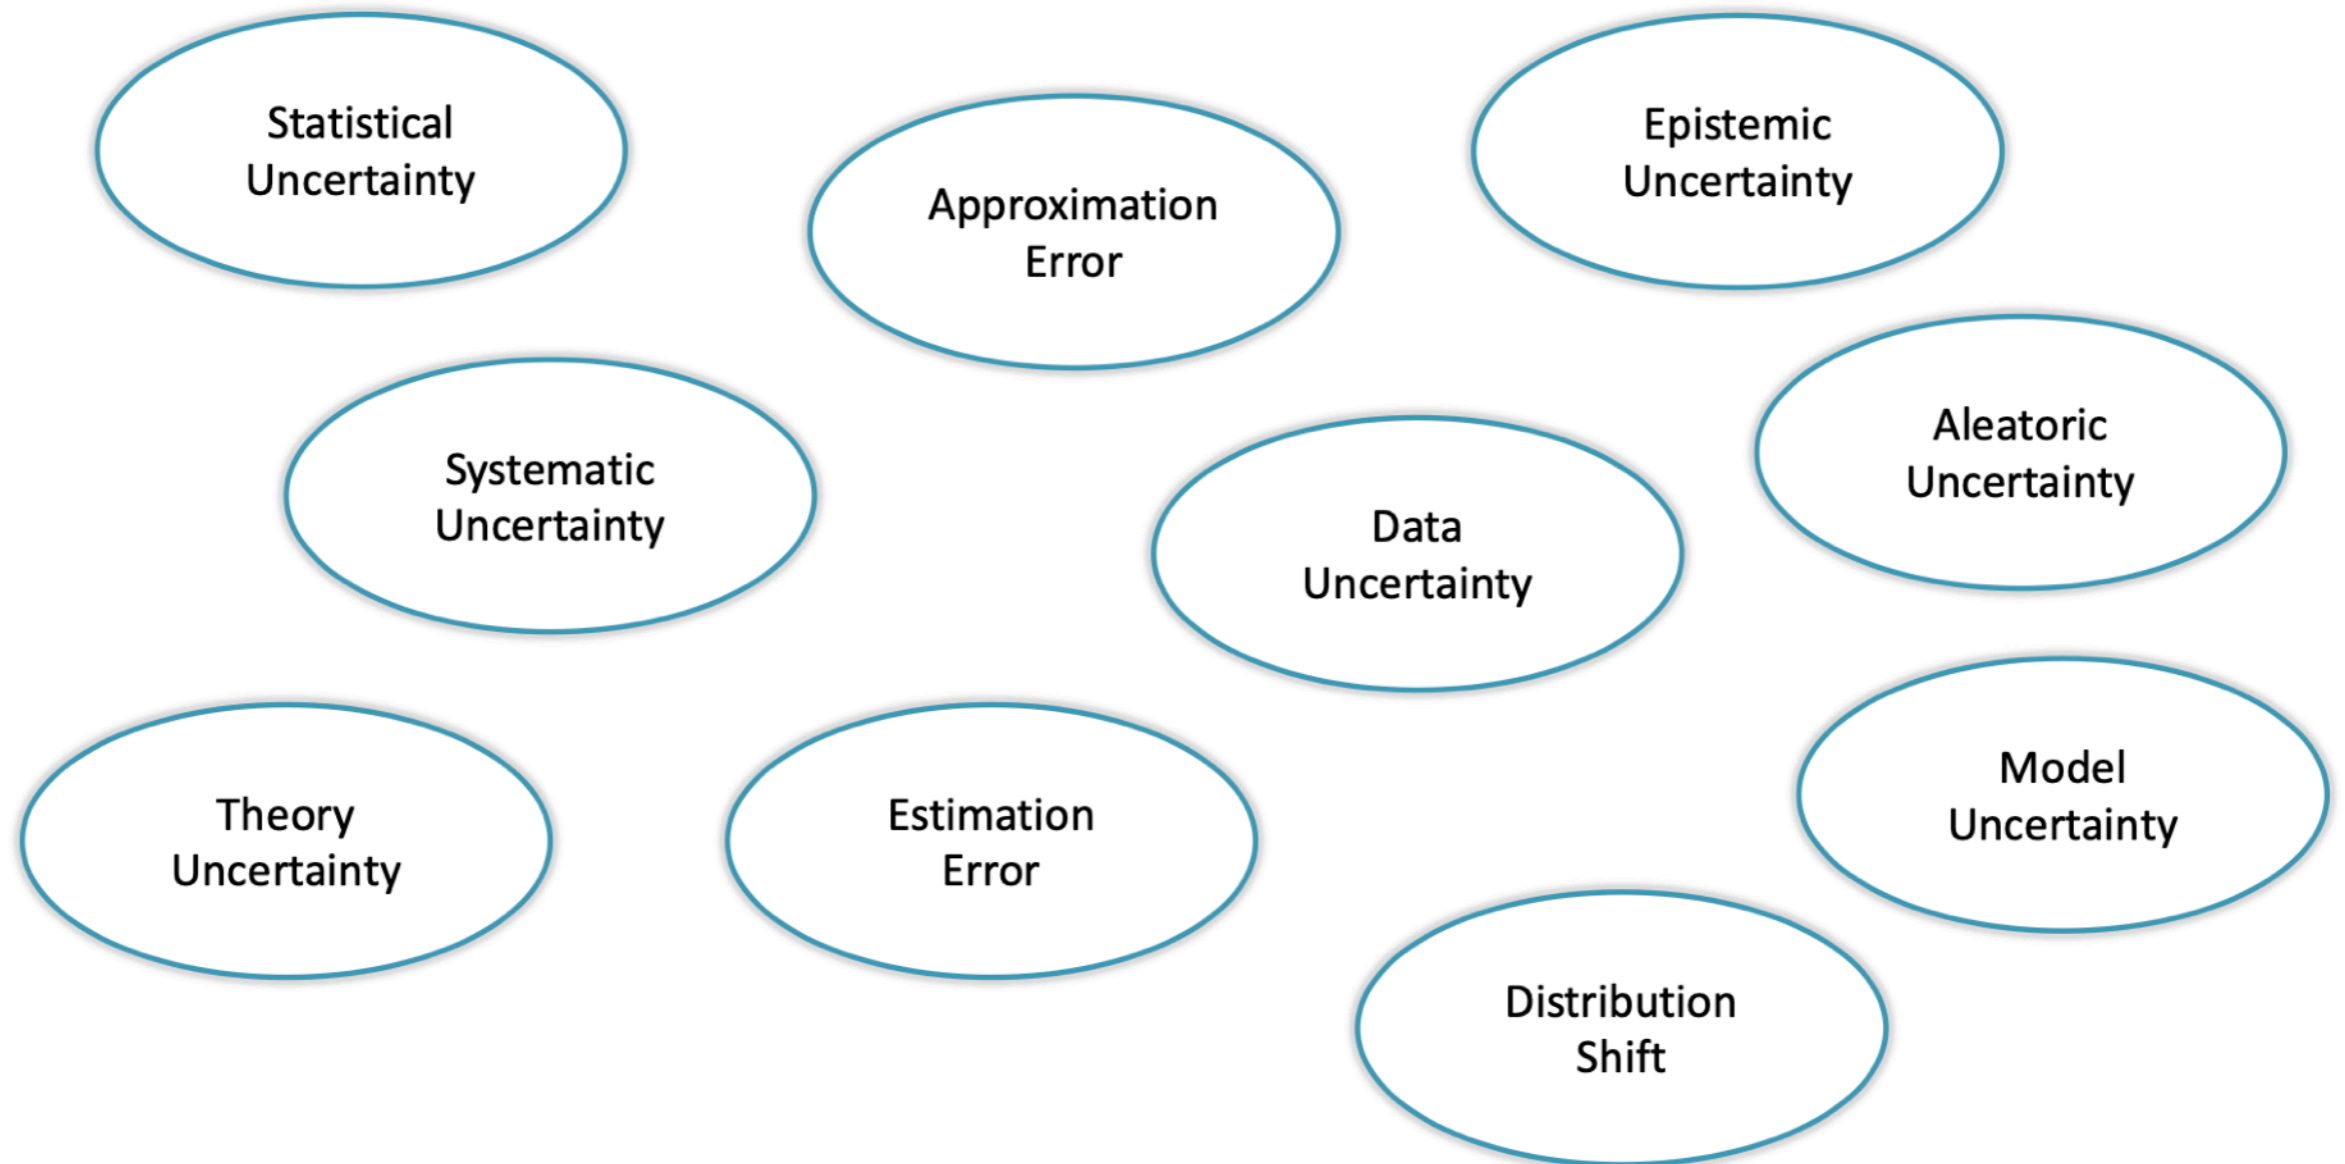 Statistical
Uncertainty
Approximation
Error
Epistemic
Uncertainty
Systematic
Uncertainty
Data
Uncertainty
Aleatoric
Uncertainty
Theory
Uncertainty
Estimation
Error
Model
Uncertainty
Distribution
Shift